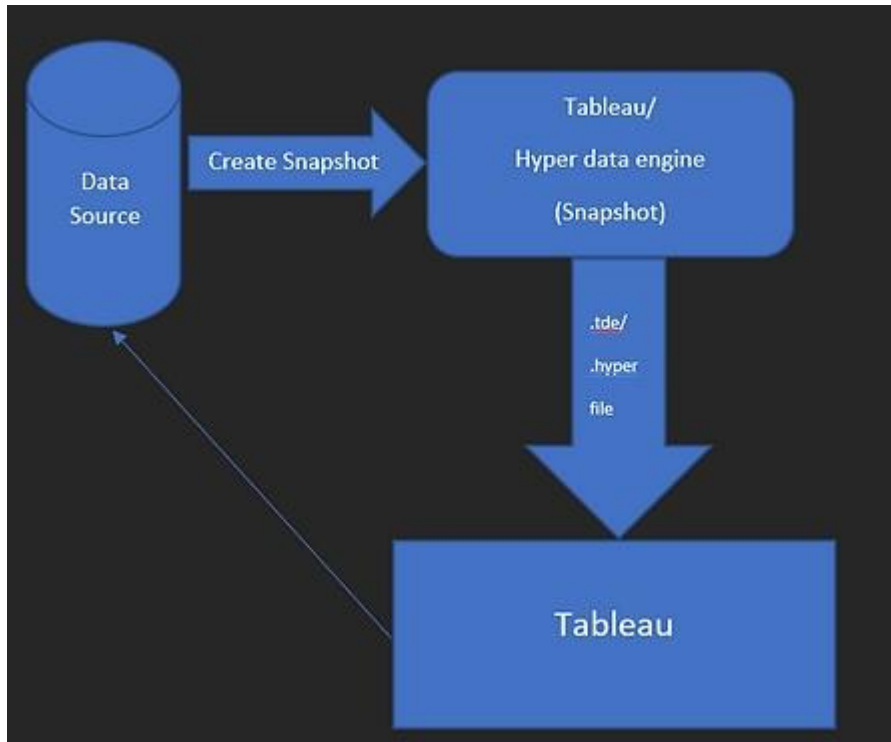 Data
Source
Create Snapshot
Tableau/
Hyper data engine
(Snapshot)
.tde/
.hyper
file
Tableau